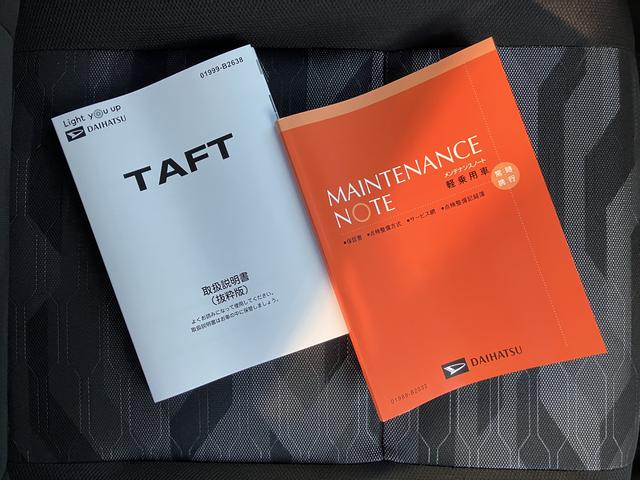 01999-B2638
Light you up
DAIHATSU
TAFT
取扱説明書
(抜粋版)
よくお読みになって使用してください。
取扱説明書はお車の中に保管しましょう。
MAINTENANCE
NOTE
メンテナンスノート
軽乗用車
常時
携行
●保証書 ●点検整備方式 ●サービス網 ●点検整備記録簿
DAIHATSU